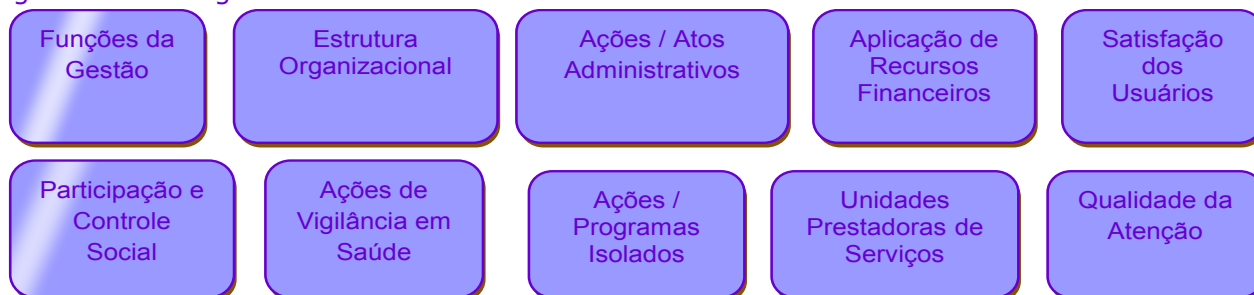 Funções da
Gestão
Estrutura
Organizacional
Ações / Atos
Administrativos
Aplicação de
Recursos
Financeiros
Satisfação
dos
Usuários
Participação e
Controle
Social
Ações de
Vigilância em
Saúde
Ações /
Programas
Isolados
Unidades
Prestadoras de
Serviços
Qualidade da
Atenção